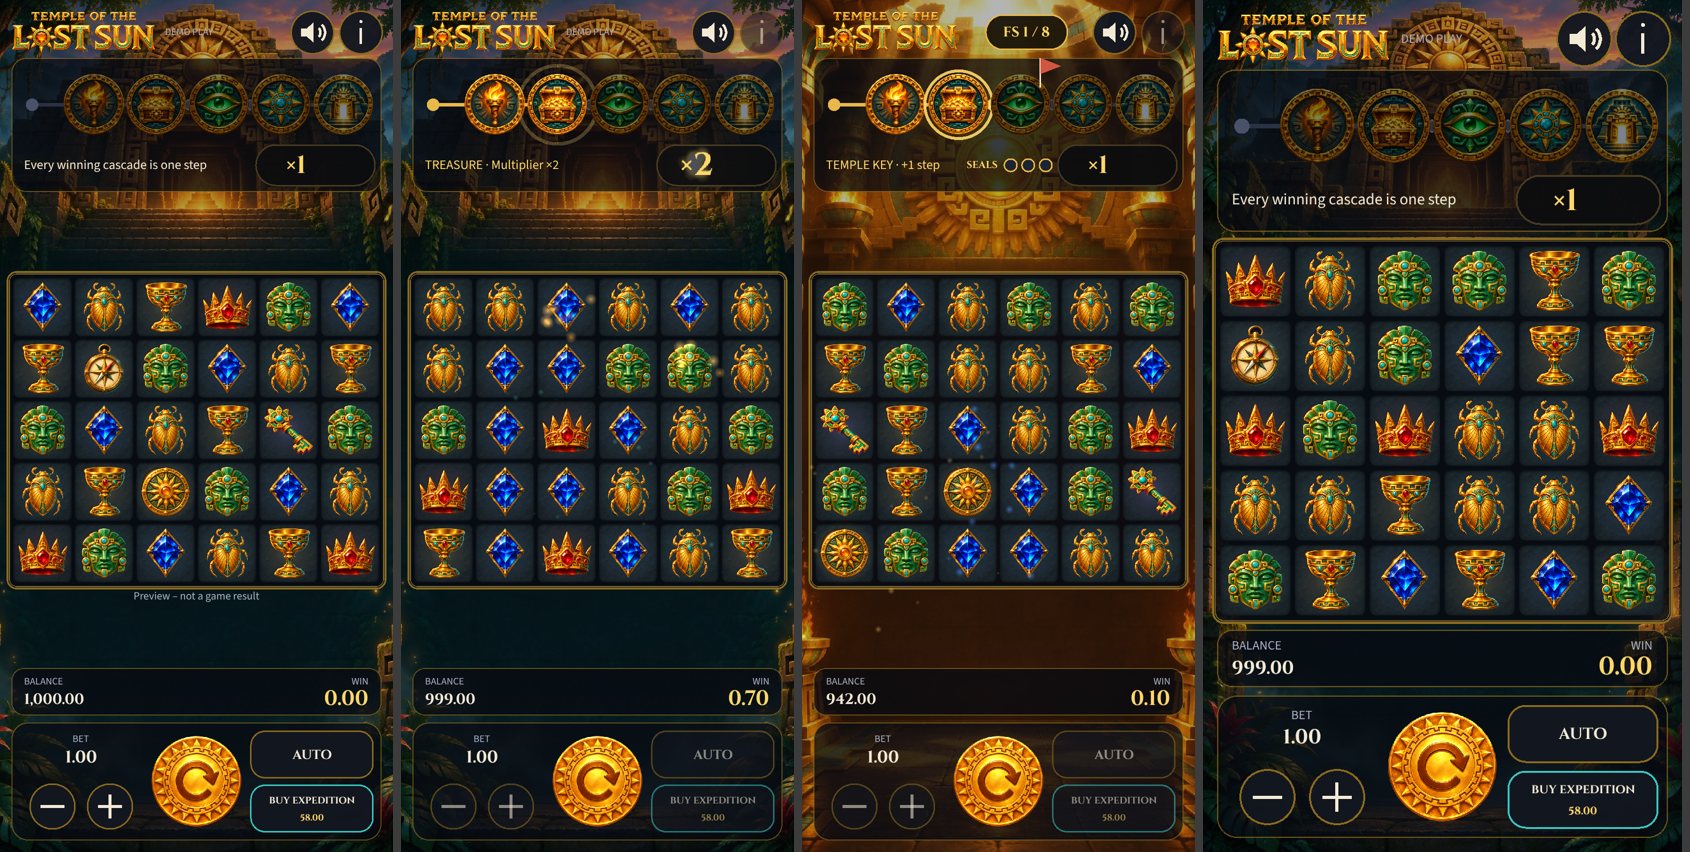 TEMPLE OF THE
LOST SUN
DEMO PLAY
Every winning cascade is one step
×1
Preview – not a game result
BALANCE
1,000.00
WIN
0.00
BET
1.00
AUTO
BUY EXPEDITION
58.00
TEMPLE OF THE
LOST SUN
DEMO PLAY
TREASURE · Multiplier ×2
×2
BALANCE
999.00
WIN
0.70
BET
1.00
AUTO
BUY EXPEDITION
58.00
TEMPLE OF THE
LOST SUN
FS 1 / 8
TEMPLE KEY · +1 step
SEALS
×1
BALANCE
942.00
WIN
0.10
BET
1.00
AUTO
BUY EXPEDITION
58.00
TEMPLE OF THE
LOST SUN
DEMO PLAY
Every winning cascade is one step
×1
BALANCE
999.00
WIN
0.00
BET
1.00
AUTO
BUY EXPEDITION
58.00